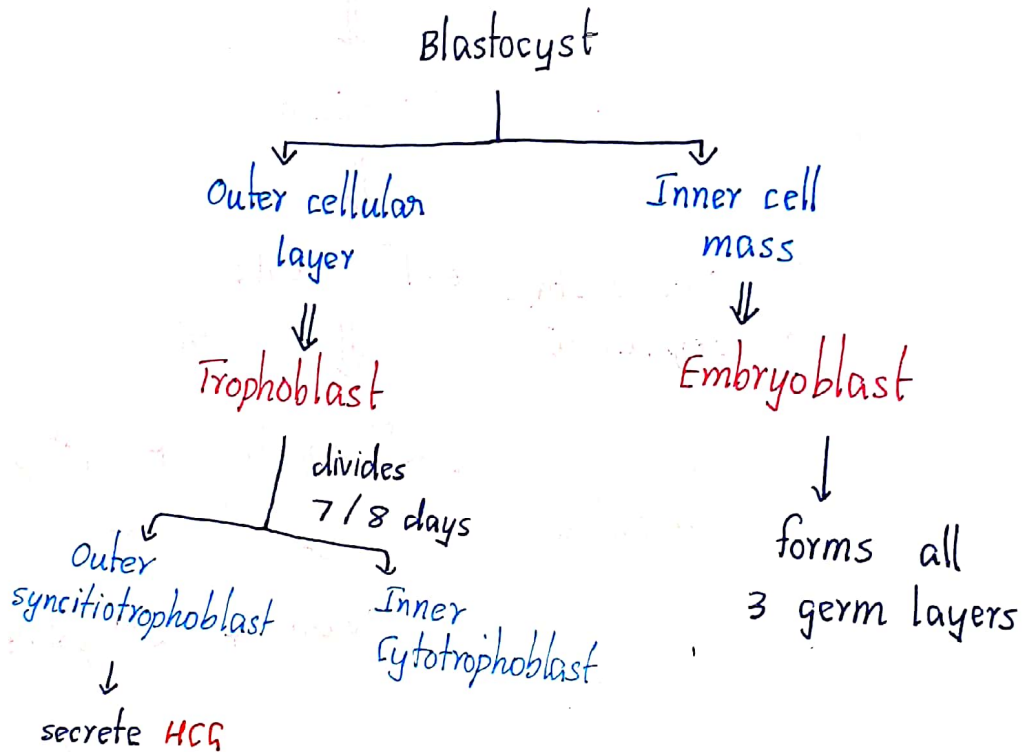 Blastocyst
Outer cellular
layer
Inner cell
mass
Trophoblast
Embryoblast
divides
7/8 days
Outer
syncitiotrophoblast
Inner
Cytotrophoblast
secrete HCG
forms all
3 germ layers